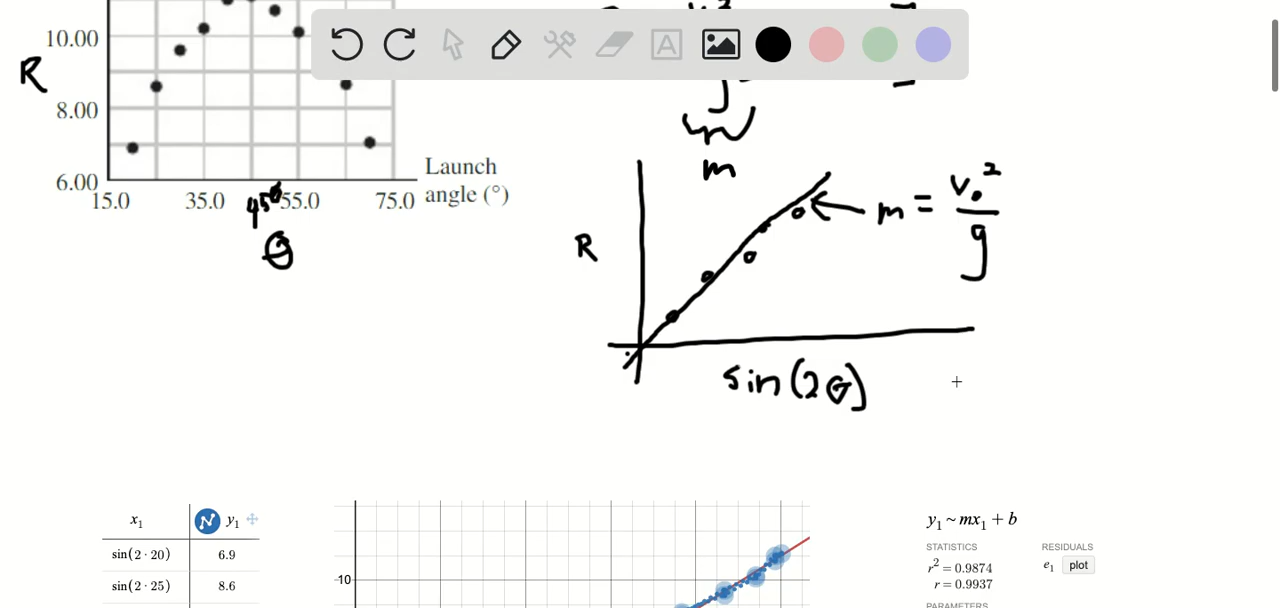 10.00
R
8.00
6.00
15.0 35.0 45° 55.0 75.0
Launch
angle (°)
θ
A
m
R
m = v₀²/g
sin(2θ)
x₁ y₁
sin(2 · 20) 6.9
sin(2 · 25) 8.6
10
y₁ ~ mx₁ + b
STATISTICS
r² = 0.9874
r = 0.9937
RESIDUALS
e₁ plot